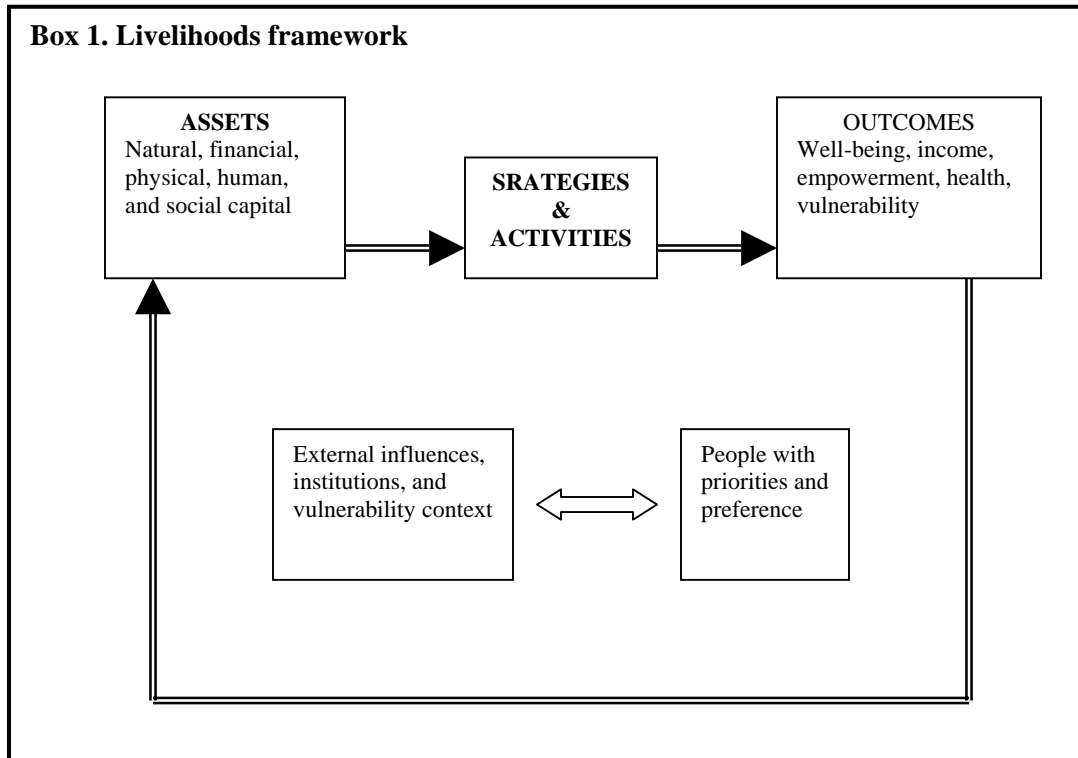 Box 1. Livelihoods framework
ASSETS
Natural, financial,
physical, human,
and social capital
SRATEGIES
&
ACTIVITIES
OUTCOMES
Well-being, income,
empowerment, health,
vulnerability
External influences,
institutions, and
vulnerability context
People with
priorities and
preference